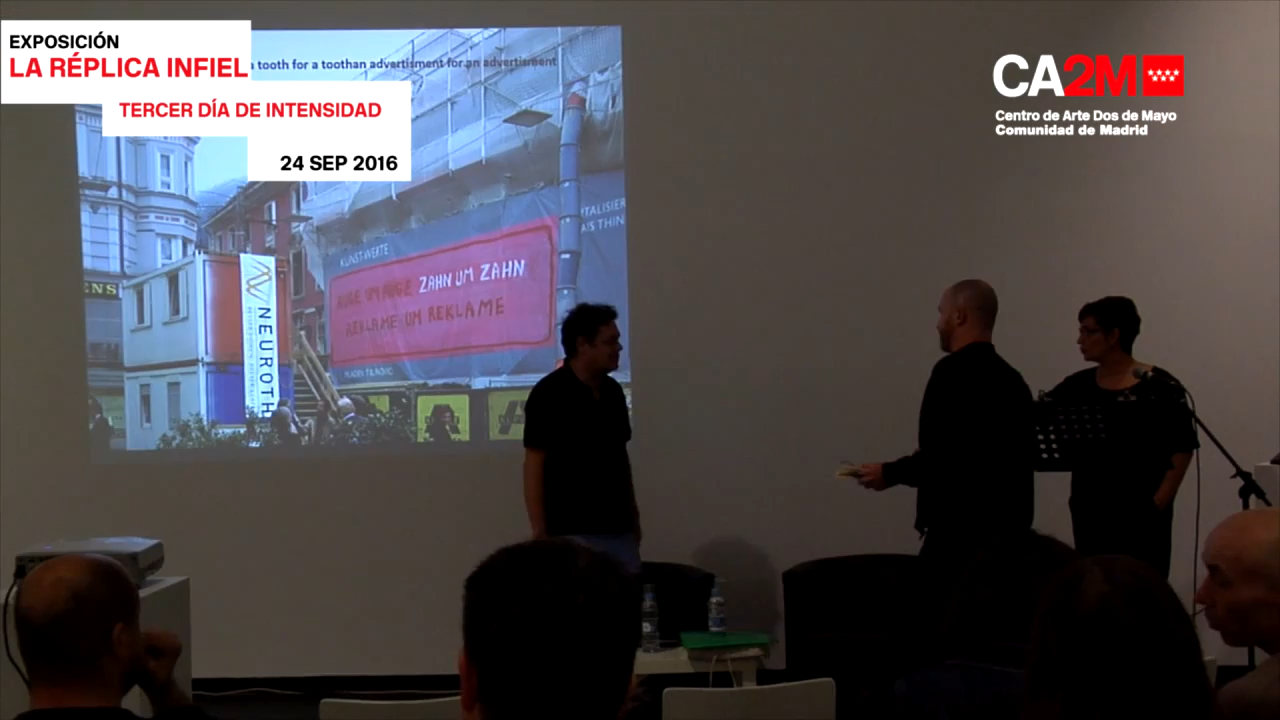 EXPOSICIÓN
LA RÉPLICA INFIEL
TERCER DÍA DE INTENSIDAD
24 SEP 2016
CA2M
Centro de Arte Dos de Mayo
Comunidad de Madrid
tooth for a toothan advertisment for an advertisment
KUNST-WERTE
AUGE UM AUGE ZAHN UM ZAHN
REKLAME UM REKLAME
NEUROTH